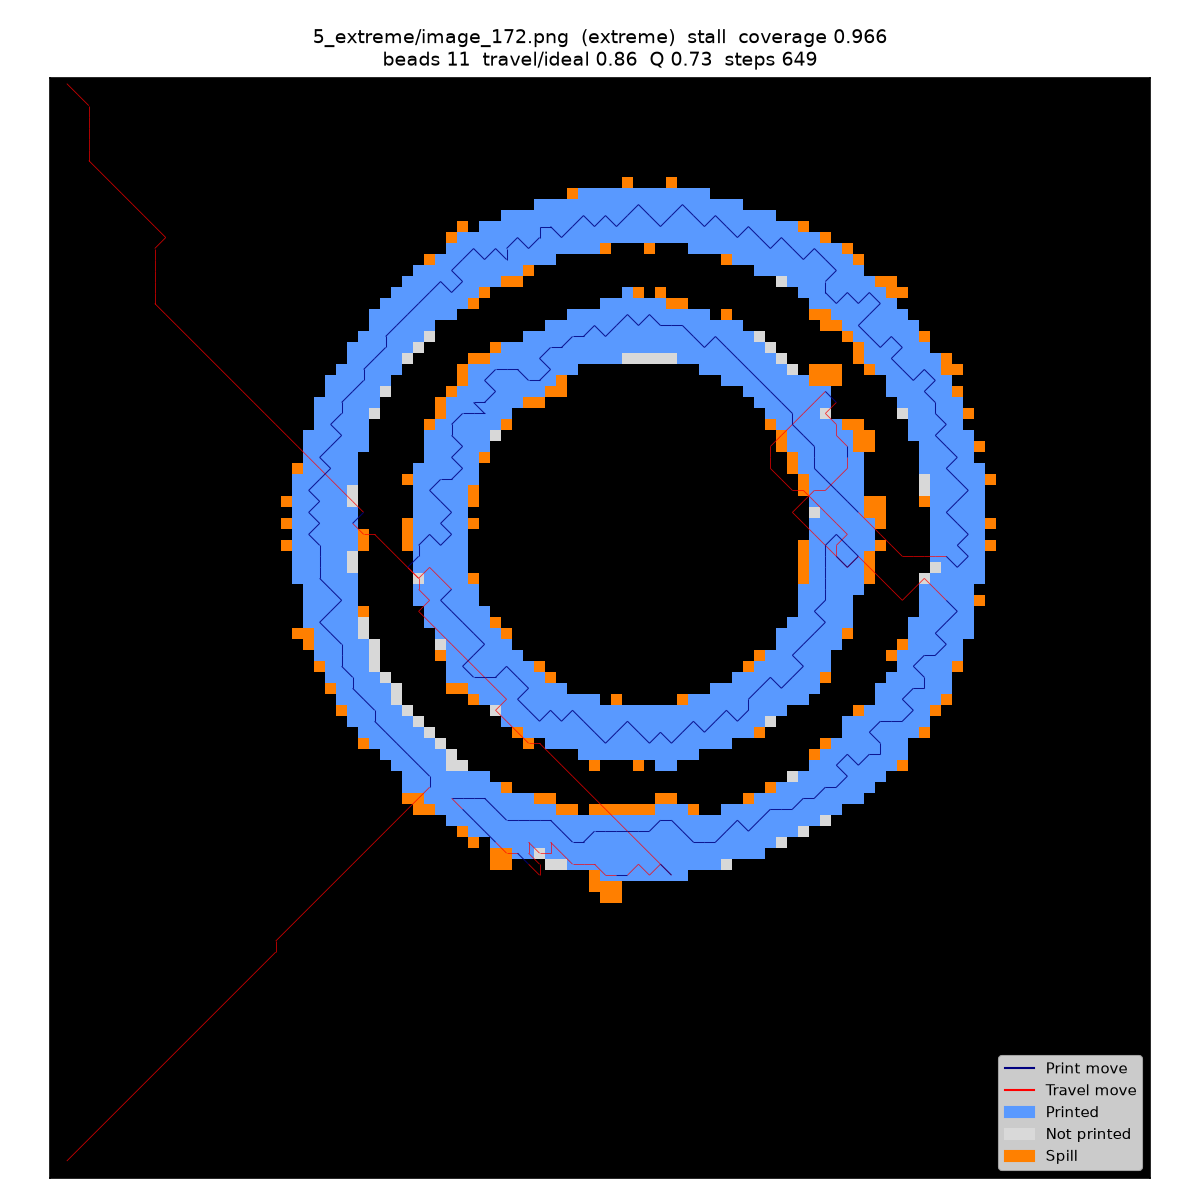 5_extreme/image_172.png  (extreme)  stall  coverage 0.966
beads 11  travel/ideal 0.86  Q 0.73  steps 649
Print move
Travel move
Printed
Not printed
Spill